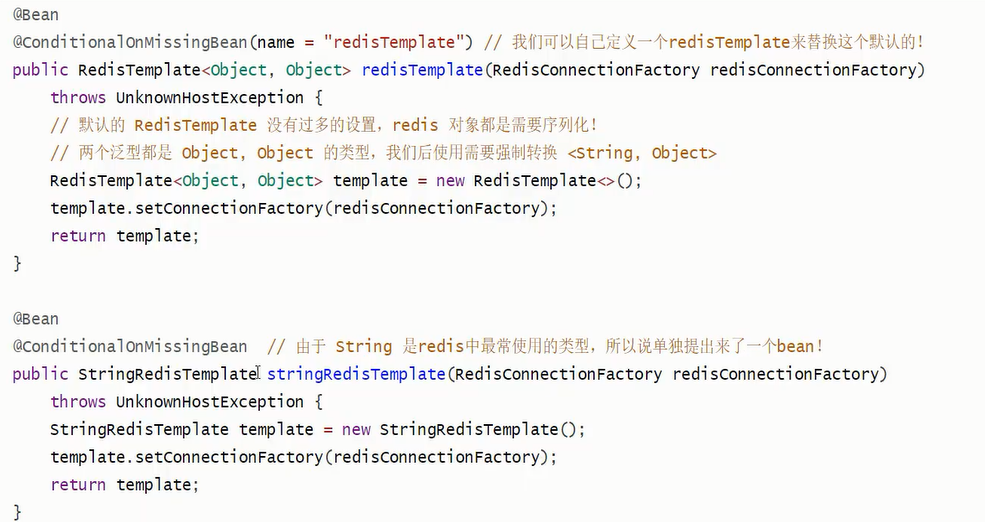 @Bean
@ConditionalOnMissingBean(name = "redisTemplate") // 我们可以自己定义一个redisTemplate来替换这个默认的!
public RedisTemplate<Object, Object> redisTemplate(RedisConnectionFactory redisConnectionFactory)
    throws UnknownHostException {
    // 默认的 RedisTemplate 没有过多的设置,redis 对象都是需要序列化!
    // 两个泛型都是 Object, Object 的类型,我们后使用需要强制转换 <String, Object>
    RedisTemplate<Object, Object> template = new RedisTemplate<>();
    template.setConnectionFactory(redisConnectionFactory);
    return template;
}
@Bean
@ConditionalOnMissingBean  // 由于 String 是redis中最常使用的类型,所以说单独提出来了一个bean!
public StringRedisTemplate stringRedisTemplate(RedisConnectionFactory redisConnectionFactory)
    throws UnknownHostException {
    StringRedisTemplate template = new StringRedisTemplate();
    template.setConnectionFactory(redisConnectionFactory);
    return template;
}